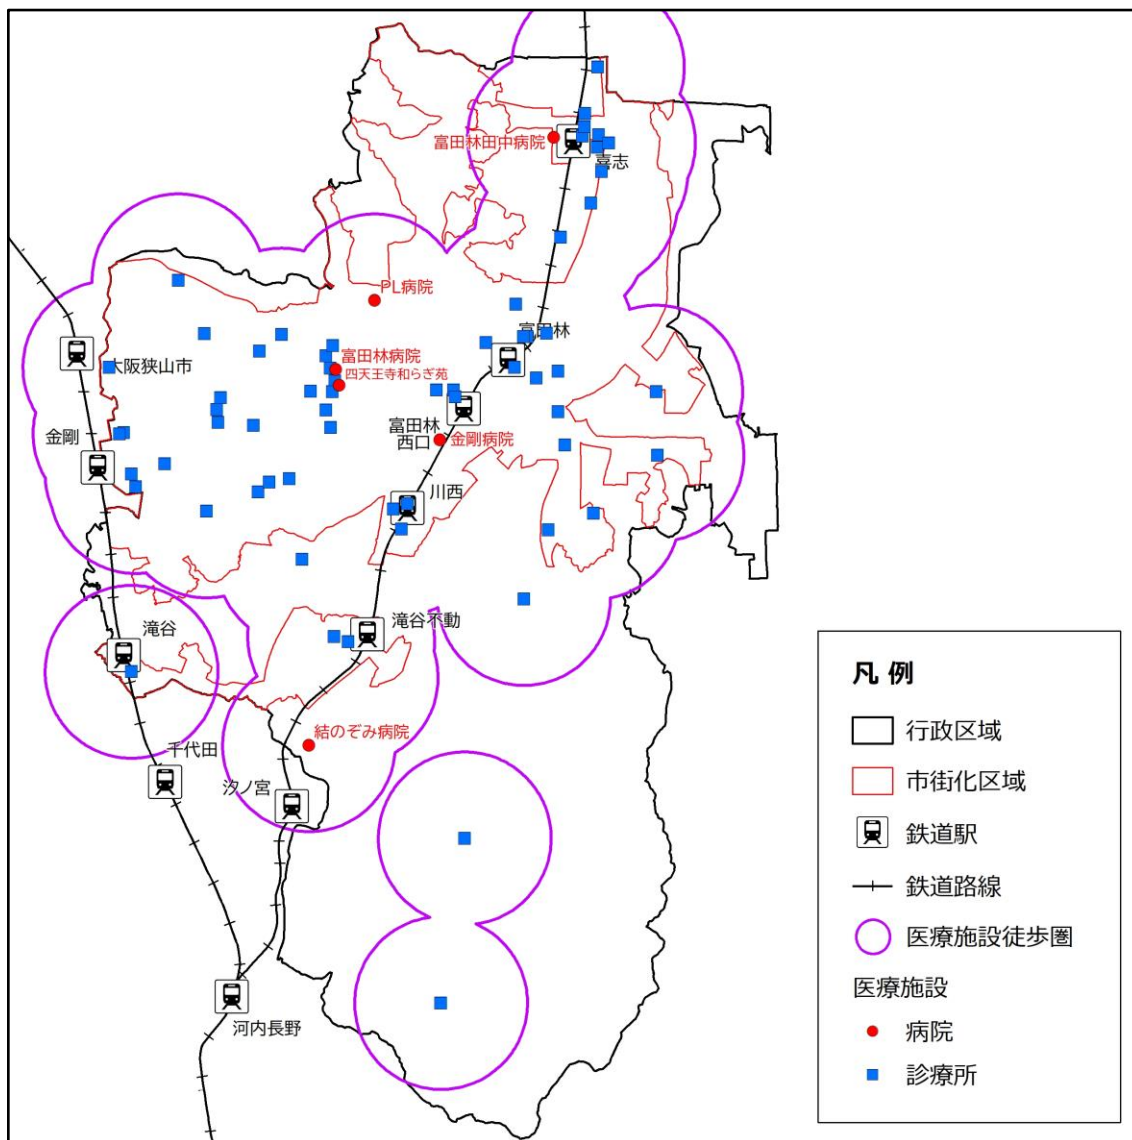 富田林田中病院
喜志
PL病院
富田林
大阪狭山市
富田林病院
四天王寺和らぎ苑
金剛
富田林
西口
金剛病院
川西
滝谷
滝谷不動
結のぞみ病院
千代田
汐ノ宮
河内長野
凡 例
行政区域
市街化区域
鉄道駅
鉄道路線
医療施設徒歩圏
医療施設
病院
診療所